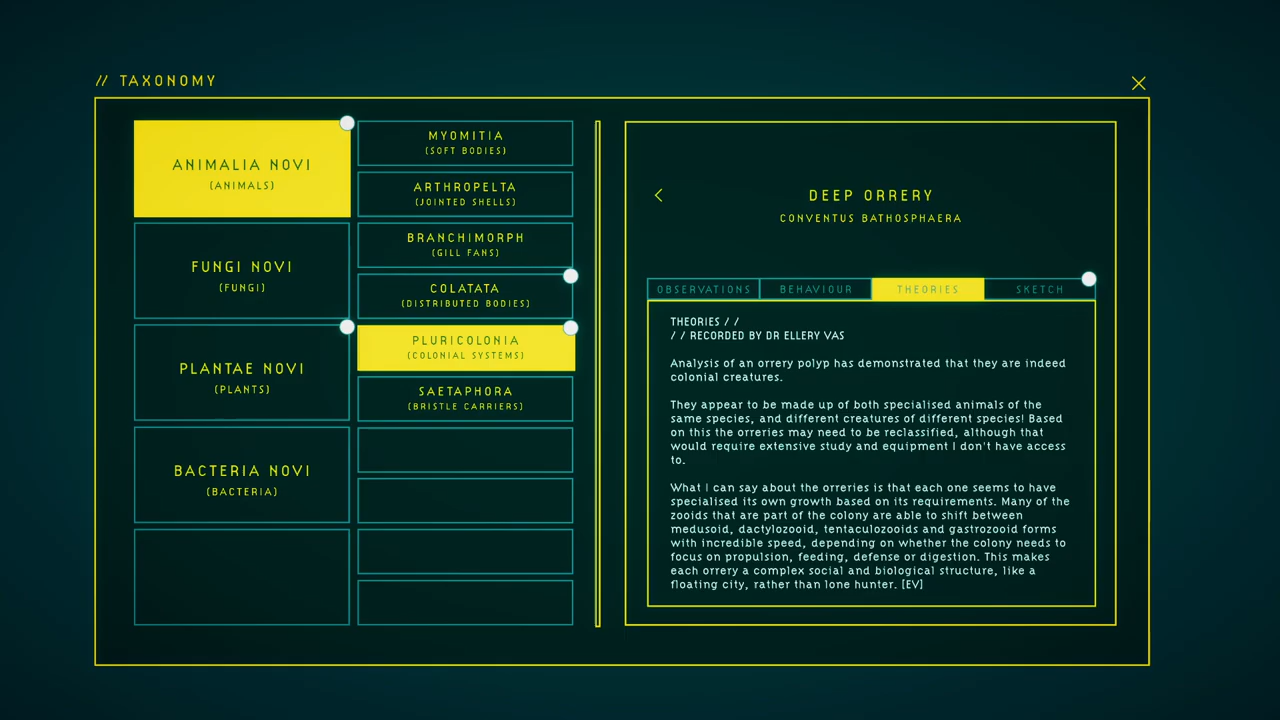 // TAXONOMY
ANIMALIA NOVI
(ANIMALS)
FUNGI NOVI
(FUNGI)
PLANTAE NOVI
(PLANTS)
BACTERIA NOVI
(BACTERIA)
MYOMITIA
(SOFT BODIES)
ARTHROPELTA
(JOINTED SHELLS)
BRANCHIMORPH
(GILL FANS)
COLATATA
(DISTRIBUTED BODIES)
PLURICOLONIA
(COLONIAL SYSTEMS)
SAETAPHORA
(BRISTLE CARRIERS)
DEEP ORRERY
CONVENTUS BATHOSPHAERA
OBSERVATIONS BEHAVIOUR THEORIES SKETCH
THEORIES / /
/ / RECORDED BY DR ELLERY VAS
Analysis of an orrery polyp has demonstrated that they are indeed
colonial creatures.
They appear to be made up of both specialised animals of the
same species, and different creatures of different species! Based
on this the orreries may need to be reclassified, although that
would require extensive study and equipment I don't have access
to.
What I can say about the orreries is that each one seems to have
specialised its own growth based on its requirements. Many of the
zooids that are part of the colony are able to shift between
medusoid, dactylozooid, tentaculozooids and gastrozooid forms
with incredible speed, depending on whether the colony needs to
focus on propulsion, feeding, defense or digestion. This makes
each orrery a complex social and biological structure, like a
floating city, rather than lone hunter. [EV]